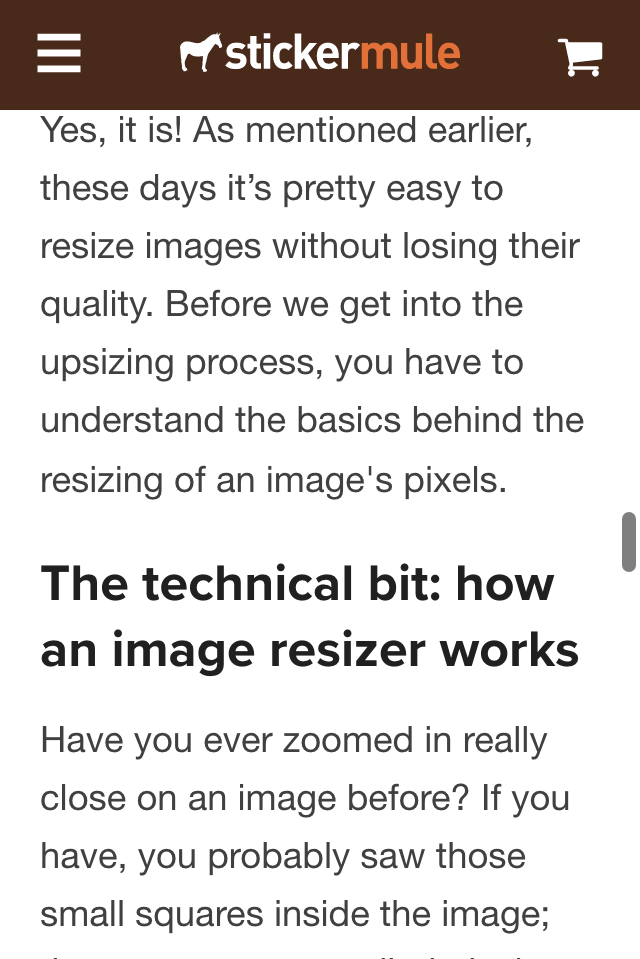 stickermule
Yes, it is! As mentioned earlier,
these days it’s pretty easy to
resize images without losing their
quality. Before we get into the
upsizing process, you have to
understand the basics behind the
resizing of an image's pixels.
The technical bit: how
an image resizer works
Have you ever zoomed in really
close on an image before? If you
have, you probably saw those
small squares inside the image;